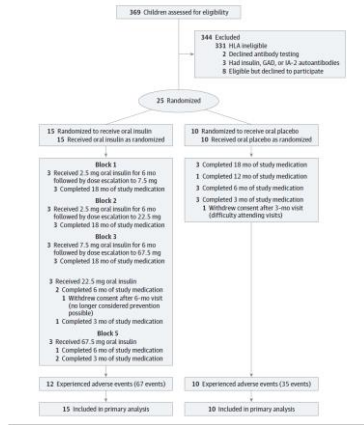 369 Children assessed for eligibility
344 Excluded
331 HLA ineligible
2 Declined antibody testing
3 Had insulin, GAD, or IA-2 autoantibodies
8 Eligible but declined to participate
25 Randomized
15 Randomized to receive oral insulin
15 Received oral insulin as randomized
10 Randomized to receive oral placebo
10 Received oral placebo as randomized
Block 1
3 Received 2.5 mg oral insulin for 6 mo
followed by dose escalation to 7.5 mg
3 Completed 18 mo of study medication
Block 2
3 Received 2.5 mg oral insulin for 6 mo
followed by dose escalation to 22.5 mg
3 Completed 18 mo of study medication
Block 3
3 Received 7.5 mg oral insulin for 6 mo
followed by dose escalation to 67.5 mg
3 Completed 18 mo of study medication
3 Received 22.5 mg oral insulin
2 Completed 6 mo of study medication
1 Withdrew consent after 6-mo visit
(no longer considered prevention
possible)
1 Completed 3 mo of study medication
Block 5
3 Received 67.5 mg oral insulin
1 Completed 6 mo of study medication
2 Completed 3 mo of study medication
3 Completed 18 mo of study medication
1 Completed 12 mo of study medication
3 Completed 6 mo of study medication
3 Completed 3 mo of study medication
1 Withdrew consent after 3-mo visit
(difficulty attending visits)
12 Experienced adverse events (67 events)
10 Experienced adverse events (35 events)
15 Included in primary analysis
10 Included in primary analysis